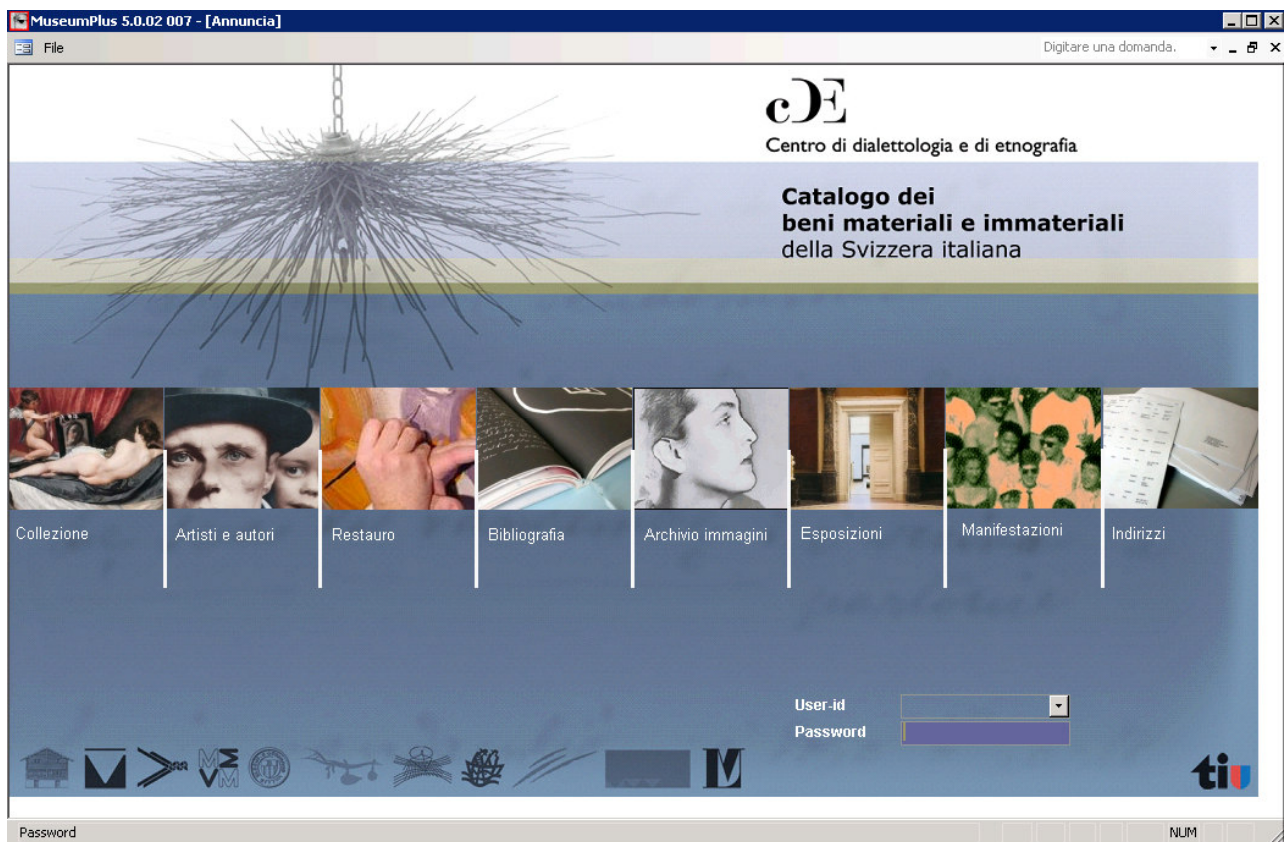 MuseumPlus 5.0.02 007 - [Annuncia]
File
Digitare una domanda.
cDE
Centro di dialettologia e di etnografia
Catalogo dei
beni materiali e immateriali
della Svizzera italiana
Collezione
Artisti e autori
Restauro
Bibliografia
Archivio immagini
Esposizioni
Manifestazioni
Indirizzi
User-id
Password
ti
Password
NUM